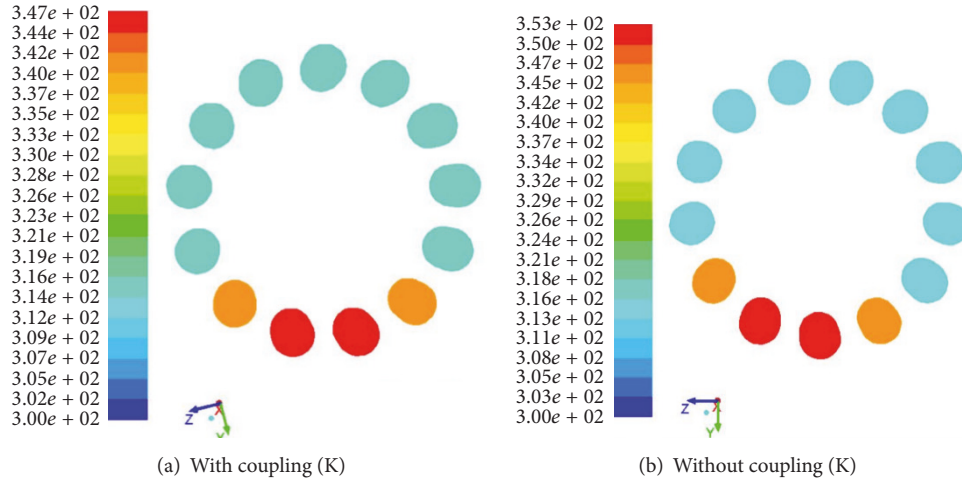 3.47e + 02
3.44e + 02
3.42e + 02
3.40e + 02
3.37e + 02
3.35e + 02
3.33e + 02
3.30e + 02
3.28e + 02
3.26e + 02
3.23e + 02
3.21e + 02
3.19e + 02
3.16e + 02
3.14e + 02
3.12e + 02
3.09e + 02
3.07e + 02
3.05e + 02
3.02e + 02
3.00e + 02
Z
X
Y
(a) With coupling (K)
3.53e + 02
3.50e + 02
3.47e + 02
3.45e + 02
3.42e + 02
3.40e + 02
3.37e + 02
3.34e + 02
3.32e + 02
3.29e + 02
3.26e + 02
3.24e + 02
3.21e + 02
3.18e + 02
3.16e + 02
3.13e + 02
3.11e + 02
3.08e + 02
3.05e + 02
3.03e + 02
3.00e + 02
Z
X
Y
(b) Without coupling (K)